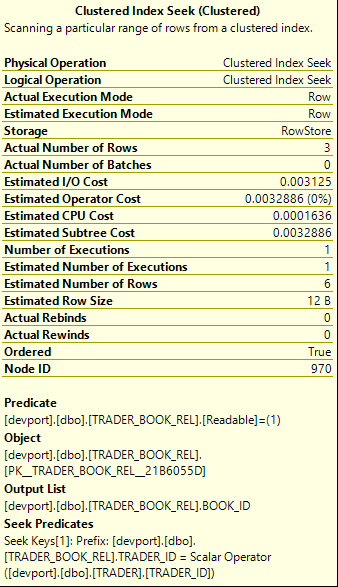 Clustered Index Seek (Clustered)
Scanning a particular range of rows from a clustered index.
Physical Operation Clustered Index Seek
Logical Operation Clustered Index Seek
Actual Execution Mode Row
Estimated Execution Mode Row
Storage RowStore
Actual Number of Rows 3
Actual Number of Batches 0
Estimated I/O Cost 0.003125
Estimated Operator Cost 0.0032886 (0%)
Estimated CPU Cost 0.0001636
Estimated Subtree Cost 0.0032886
Number of Executions 1
Estimated Number of Executions 1
Estimated Number of Rows 6
Estimated Row Size 12 B
Actual Rebinds 0
Actual Rewinds 0
Ordered True
Node ID 970
Predicate
[devport].[dbo].[TRADER_BOOK_REL].[Readable]=(1)
Object
[devport].[dbo].[TRADER_BOOK_REL].
[PK__TRADER_BOOK_REL__21B6055D]
Output List
[devport].[dbo].[TRADER_BOOK_REL].BOOK_ID
Seek Predicates
Seek Keys[1]: Prefix: [devport].[dbo].
[TRADER_BOOK_REL].TRADER_ID = Scalar Operator
([devport].[dbo].[TRADER].[TRADER_ID])